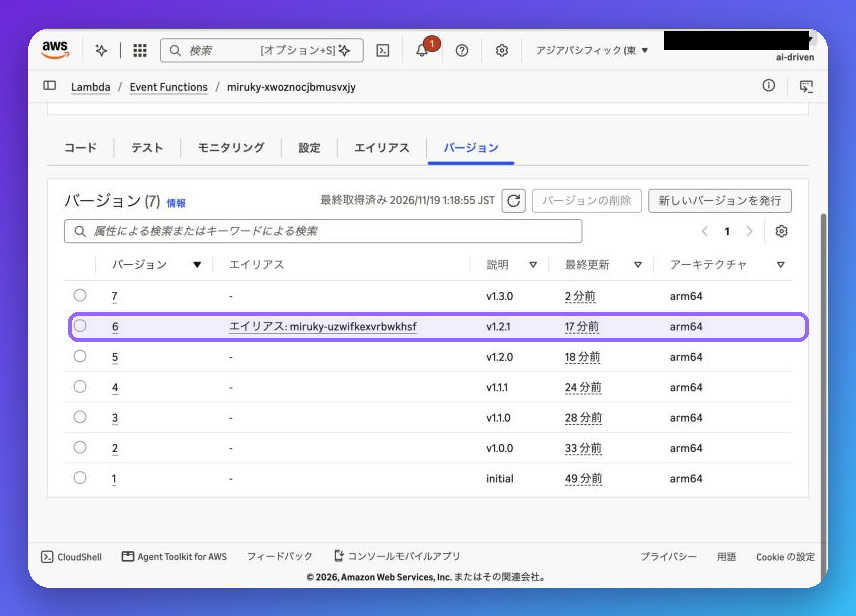 aws
検索 [オプション+S] 1 アジアパシフィック (東 ▼
ai-driven
Lambda / Event Functions / miruky-xwoznocjbmusvxjy
コード テスト モニタリング 設定 エイリアス バージョン
バージョン (7) 情報 最終取得済み 2026/11/19 1:18:55 JST バージョンの削除 新しいバージョンを発行
属性による検索またはキーワードによる検索 1
バージョン エイリアス 説明 最終更新 アーキテクチャ
7 - v1.3.0 2 分前 arm64
6 エイリアス: miruky-uzwifkexvrbwkhsf v1.2.1 17 分前 arm64
5 - v1.2.0 18 分前 arm64
4 - v1.1.1 24 分前 arm64
3 - v1.1.0 28 分前 arm64
2 - v1.0.0 33 分前 arm64
1 - initial 49 分前 arm64
CloudShell Agent Toolkit for AWS フィードバック コンソールモバイルアプリ プライバシー 用語 Cookie の設定
© 2026, Amazon Web Services, Inc. またはその関連会社。